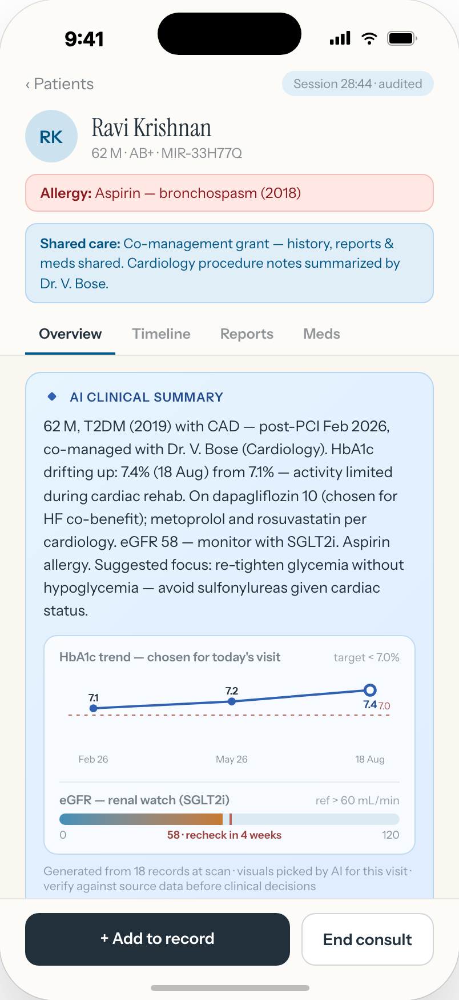 9:41
‹ Patients
Session 28:44 · audited
RK
Ravi Krishnan
62 M · AB+ · MIR-33H77Q
Allergy: Aspirin — bronchospasm (2018)
Shared care: Co-management grant — history, reports &
meds shared. Cardiology procedure notes summarized by
Dr. V. Bose.
Overview Timeline Reports Meds
AI CLINICAL SUMMARY
62 M, T2DM (2019) with CAD — post-PCI Feb 2026,
co-managed with Dr. V. Bose (Cardiology). HbA1c
drifting up: 7.4% (18 Aug) from 7.1% — activity limited
during cardiac rehab. On dapagliflozin 10 (chosen for
HF co-benefit); metoprolol and rosuvastatin per
cardiology. eGFR 58 — monitor with SGLT2i. Aspirin
allergy. Suggested focus: re-tighten glycemia without
hypoglycemia — avoid sulfonylureas given cardiac
status.
HbA1c trend — chosen for today's visit
target < 7.0%
7.1
7.2
7.4
7.0
Feb 26
May 26
18 Aug
eGFR — renal watch (SGLT2i)
ref > 60 mL/min
0
58 · recheck in 4 weeks
120
Generated from 18 records at scan · visuals picked by AI for this visit ·
verify against source data before clinical decisions
+ Add to record
End consult